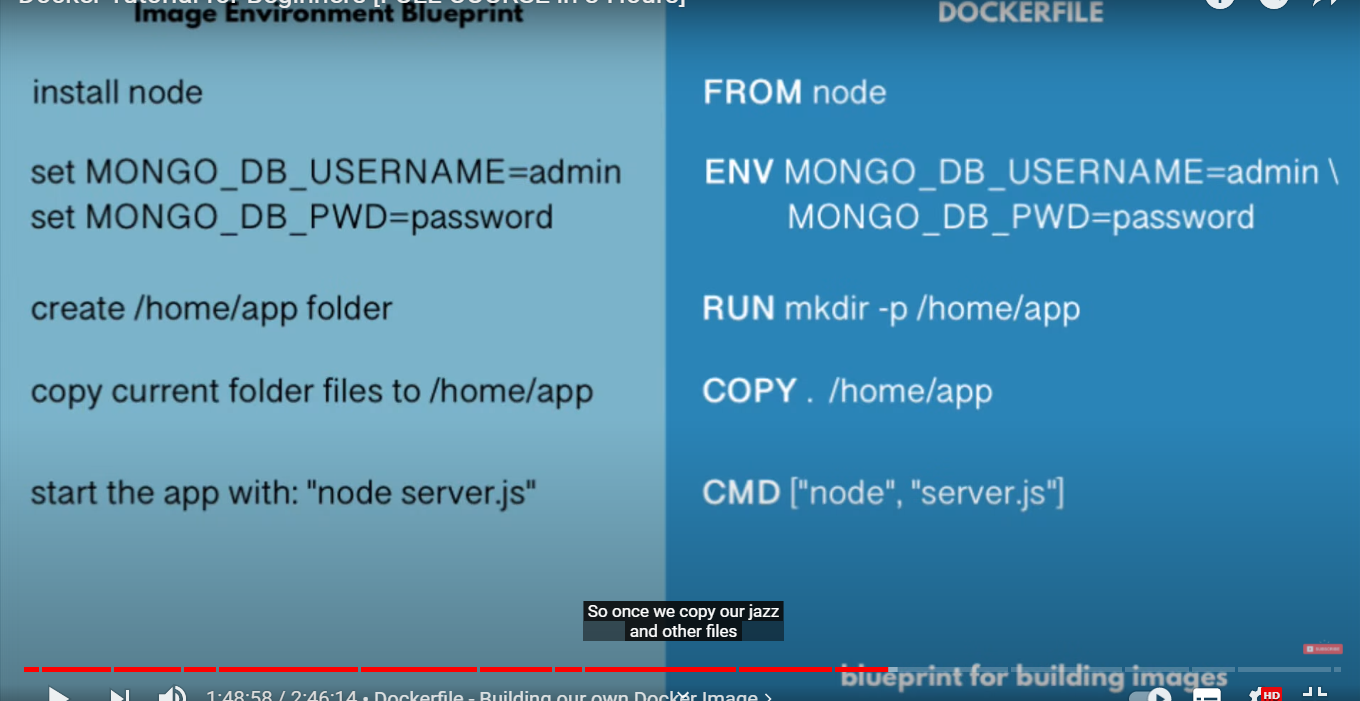 Docker Tutorial for Beginners [FULL COURSE in 3 Hours]
Image Environment Blueprint
install node
set MONGO_DB_USERNAME=admin
set MONGO_DB_PWD=password
create /home/app folder
copy current folder files to /home/app
start the app with: "node server.js"
DOCKERFILE
FROM node
ENV MONGO_DB_USERNAME=admin \
MONGO_DB_PWD=password
RUN mkdir -p /home/app
COPY . /home/app
CMD ["node", "server.js"]
So once we copy our jazz
and other files
SUBSCRIBE
blueprint for building images
1:48:58 / 2:46:14 • Dockerfile - Building our own Docker Image >
HD